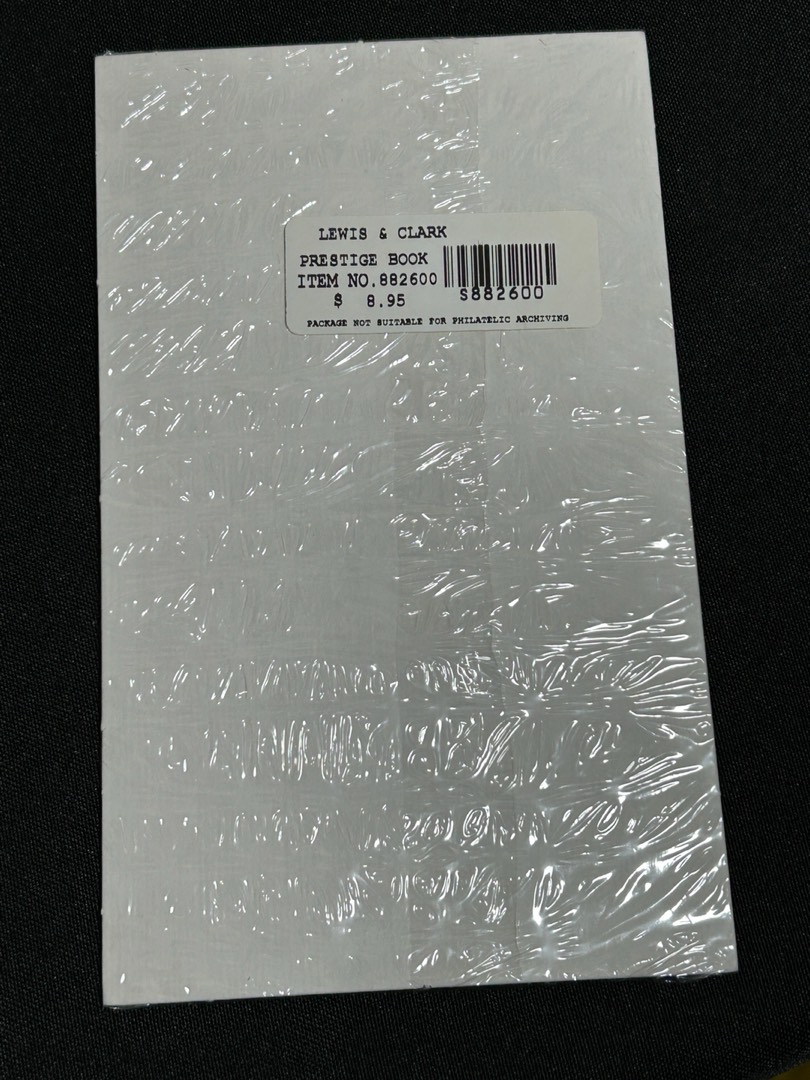 LEWIS & CLARK
PRESTIGE BOOK
ITEM NO.882600
$ 8.95
S882600
PACKAGE NOT SUITABLE FOR PHILATELIC ARCHIVING